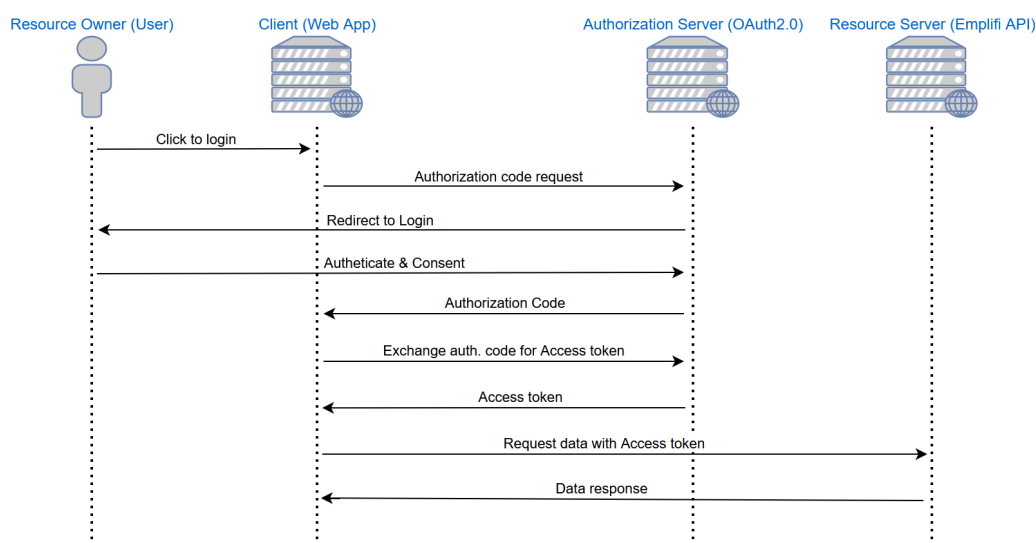 Resource Owner (User)
Client (Web App)
Authorization Server (OAuth2.0)
Resource Server (Emplifi API)
Click to login
Authorization code request
Redirect to Login
Autheticate & Consent
Authorization Code
Exchange auth. code for Access token
Access token
Request data with Access token
Data response